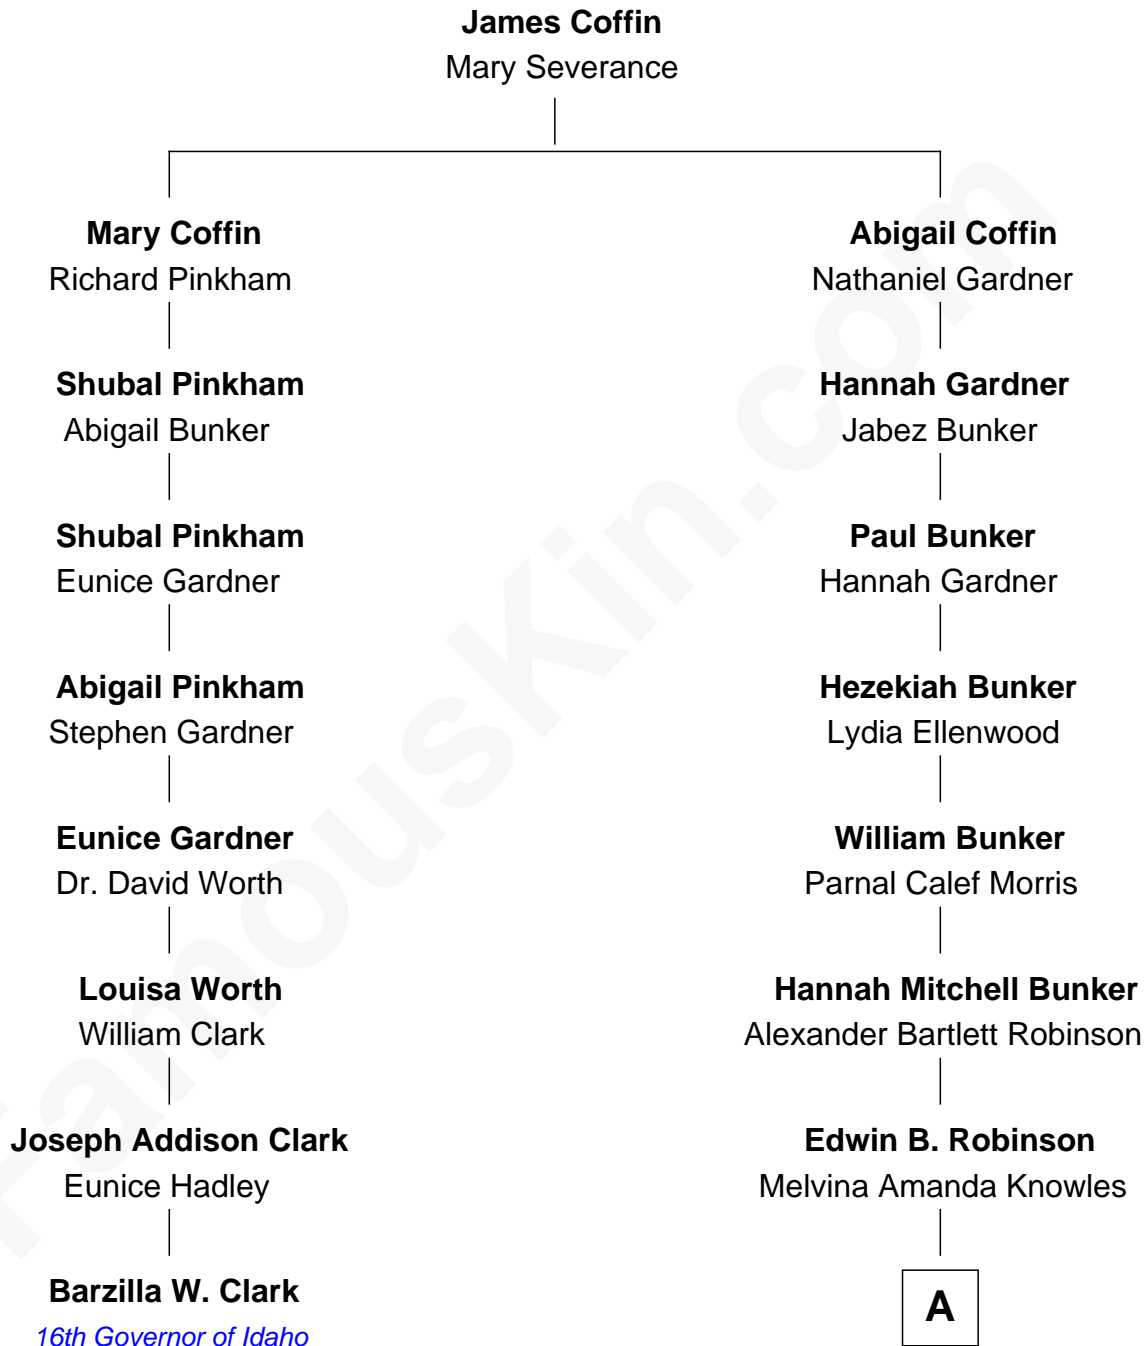 James Coffin
Mary Severance
Mary Coffin
Richard Pinkham
Abigail Coffin
Nathaniel Gardner
Shubal Pinkham
Abigail Bunker
Hannah Gardner
Jabez Bunker
Shubal Pinkham
Eunice Gardner
Paul Bunker
Hannah Gardner
Abigail Pinkham
Stephen Gardner
Hezekiah Bunker
Lydia Ellenwood
Eunice Gardner
Dr. David Worth
William Bunker
Parnal Calef Morris
Louisa Worth
William Clark
Hannah Mitchell Bunker
Alexander Bartlett Robinson
Joseph Addison Clark
Eunice Hadley
Edwin B. Robinson
Melvina Amanda Knowles
Barzilla W. Clark
16th Governor of Idaho
A
FamousKin.com